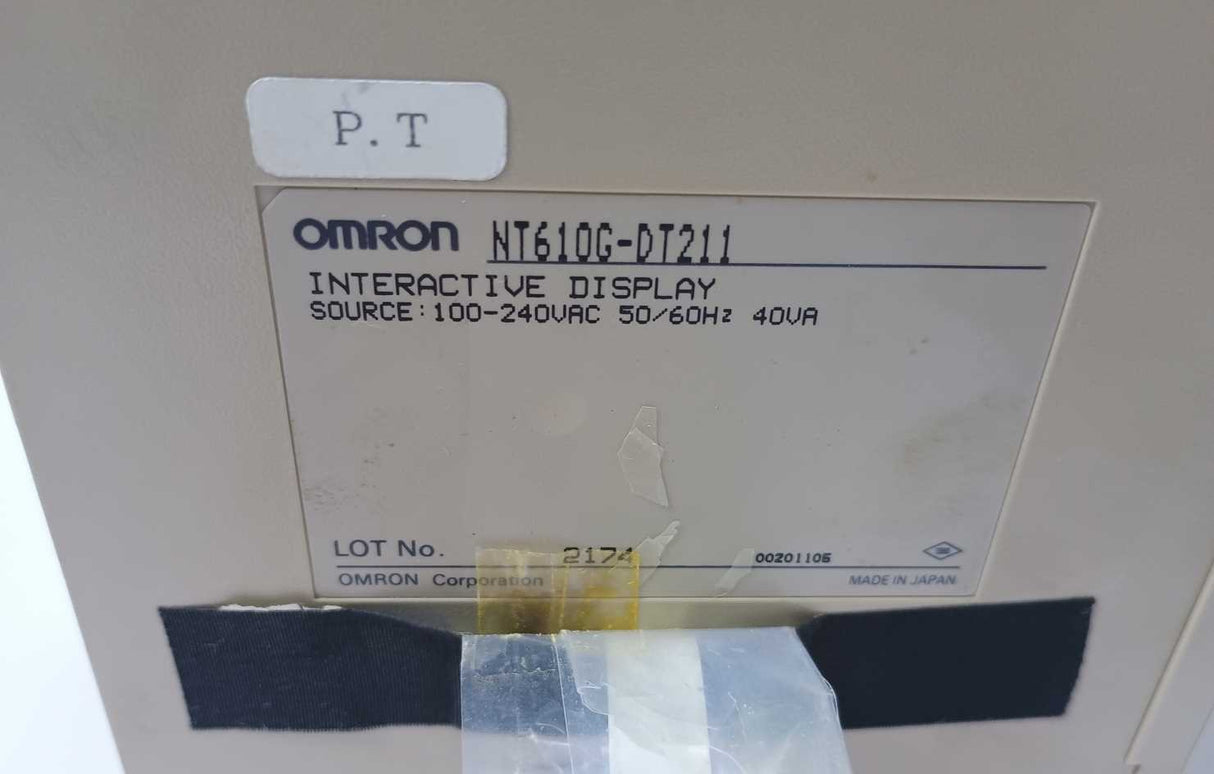 P.T
OMRON NT610G-DT211
INTERACTIVE DISPLAY
SOURCE:100-240VAC 50/60Hz 40VA
LOT No. 2174 00201105
OMRON Corporation MADE IN JAPAN